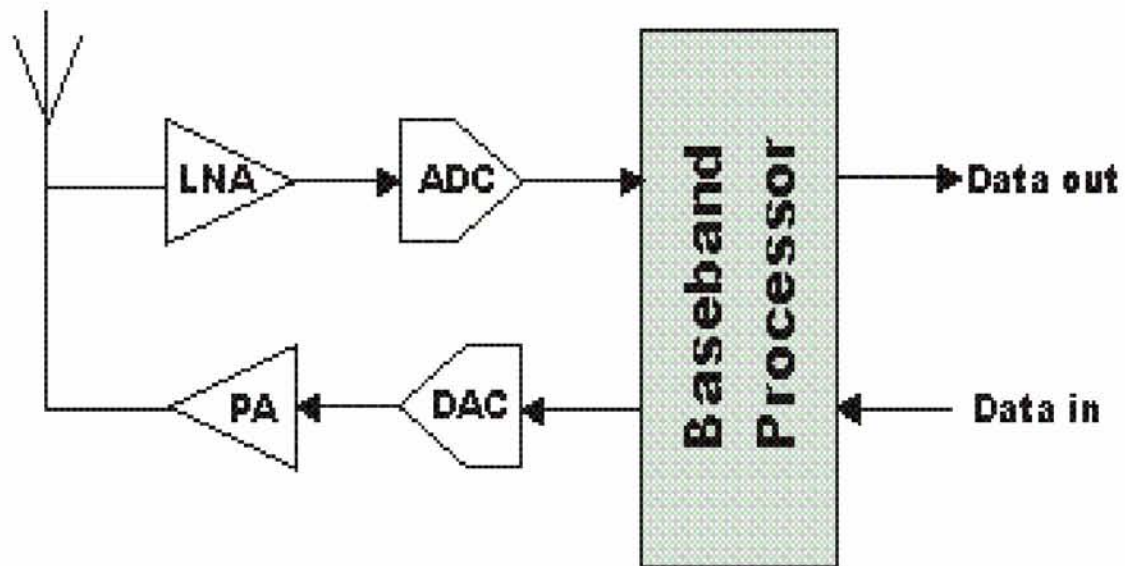 LNA
ADC
Baseband
Processor
Data out
PA
DAC
Data in